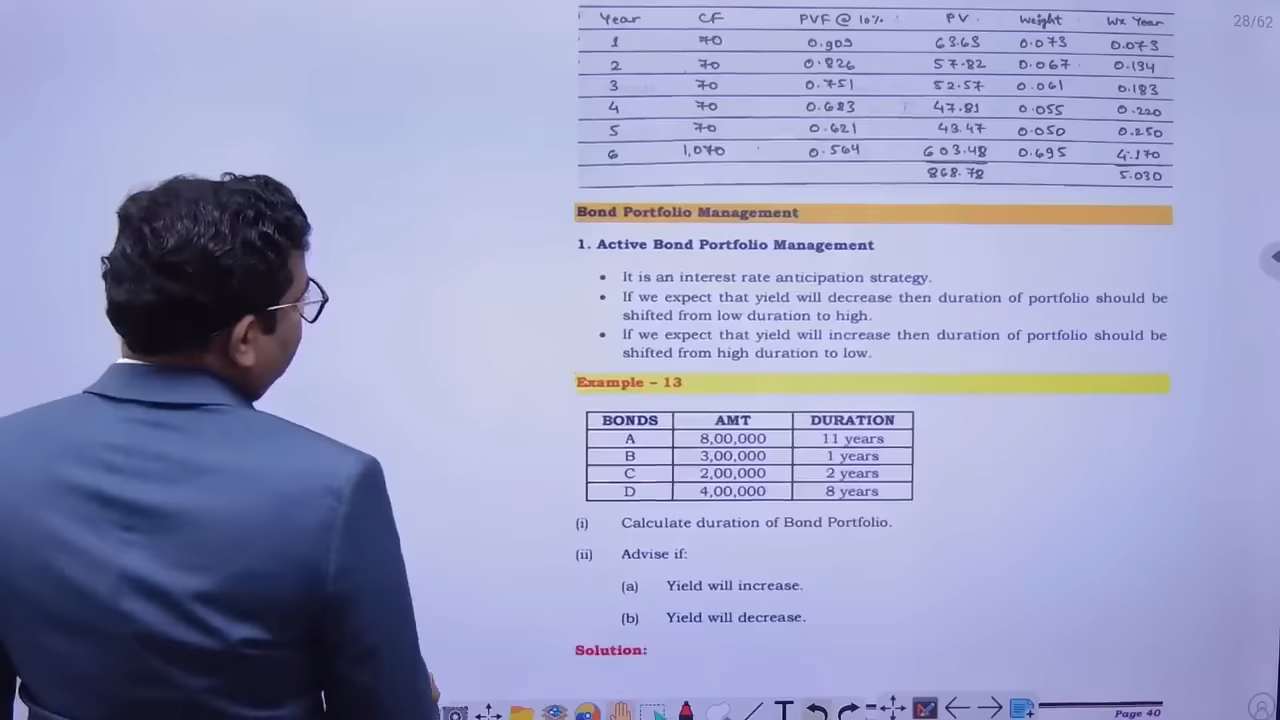 28/62
Year CF PVF @ 10% PV Weight Wx Year
1 70 0.909 63.63 0.073 0.073
2 70 0.826 57.82 0.067 0.134
3 70 0.751 52.57 0.061 0.183
4 70 0.683 47.81 0.055 0.220
5 70 0.621 43.47 0.050 0.250
6 1,070 0.564 603.48 0.695 4.170
868.78 5.030
Bond Portfolio Management
1. Active Bond Portfolio Management
• It is an interest rate anticipation strategy.
• If we expect that yield will decrease then duration of portfolio should be
shifted from low duration to high.
• If we expect that yield will increase then duration of portfolio should be
shifted from high duration to low.
Example – 13
BONDS AMT DURATION
A 8,00,000 11 years
B 3,00,000 1 years
C 2,00,000 2 years
D 4,00,000 8 years
(i) Calculate duration of Bond Portfolio.
(ii) Advise if:
(a) Yield will increase.
(b) Yield will decrease.
Solution:
Page 40